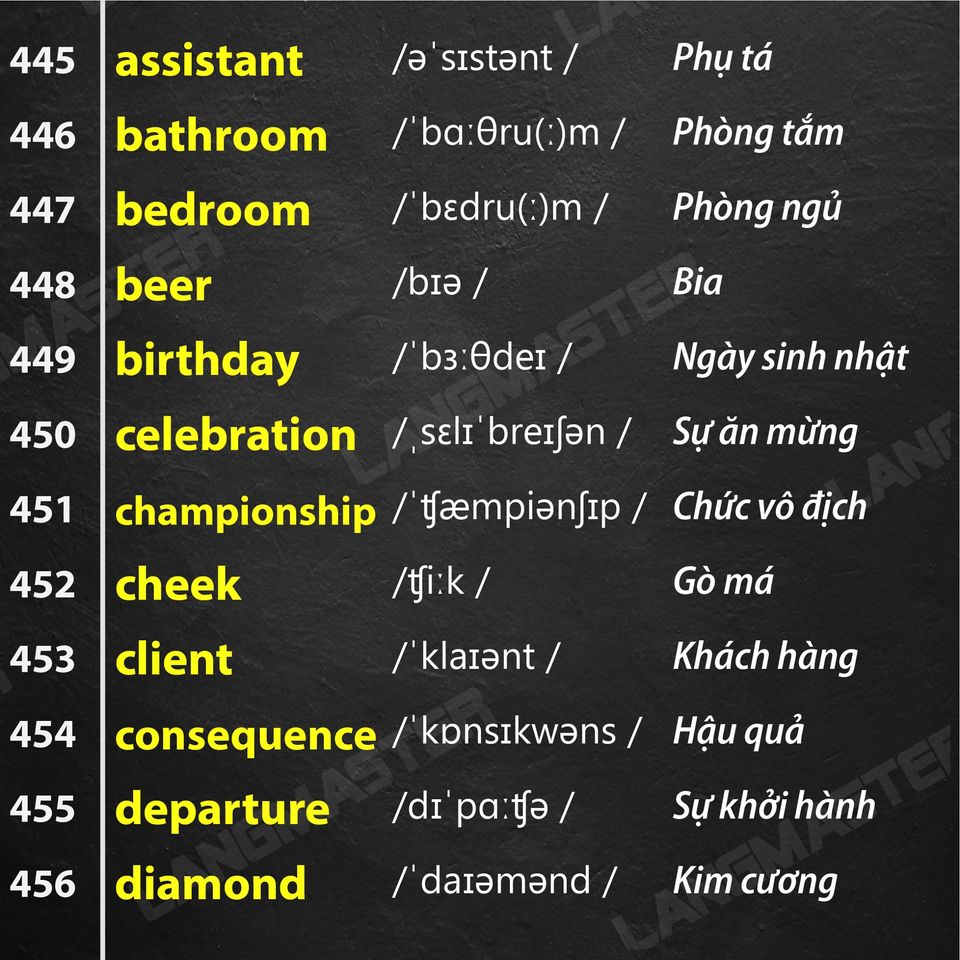 445 assistant /əˈsɪstənt / Phụ tá
446 bathroom /ˈbɑːθru(ː)m / Phòng tắm
447 bedroom /ˈbɛdru(ː)m / Phòng ngủ
448 beer /bɪə / Bia
449 birthday /ˈbɜːθdeɪ / Ngày sinh nhật
450 celebration /ˌsɛlɪˈbreɪʃən / Sự ăn mừng
451 championship /ˈʧæmpiənʃɪp / Chức vô địch
452 cheek /ʧiːk / Gò má
453 client /ˈklaɪənt / Khách hàng
454 consequence /ˈkɒnsɪkwəns / Hậu quả
455 departure /dɪˈpɑːʧə / Sự khởi hành
456 diamond /ˈdaɪəmənd / Kim cương
LANGMASTER
LANGMASTER
LANGMASTER